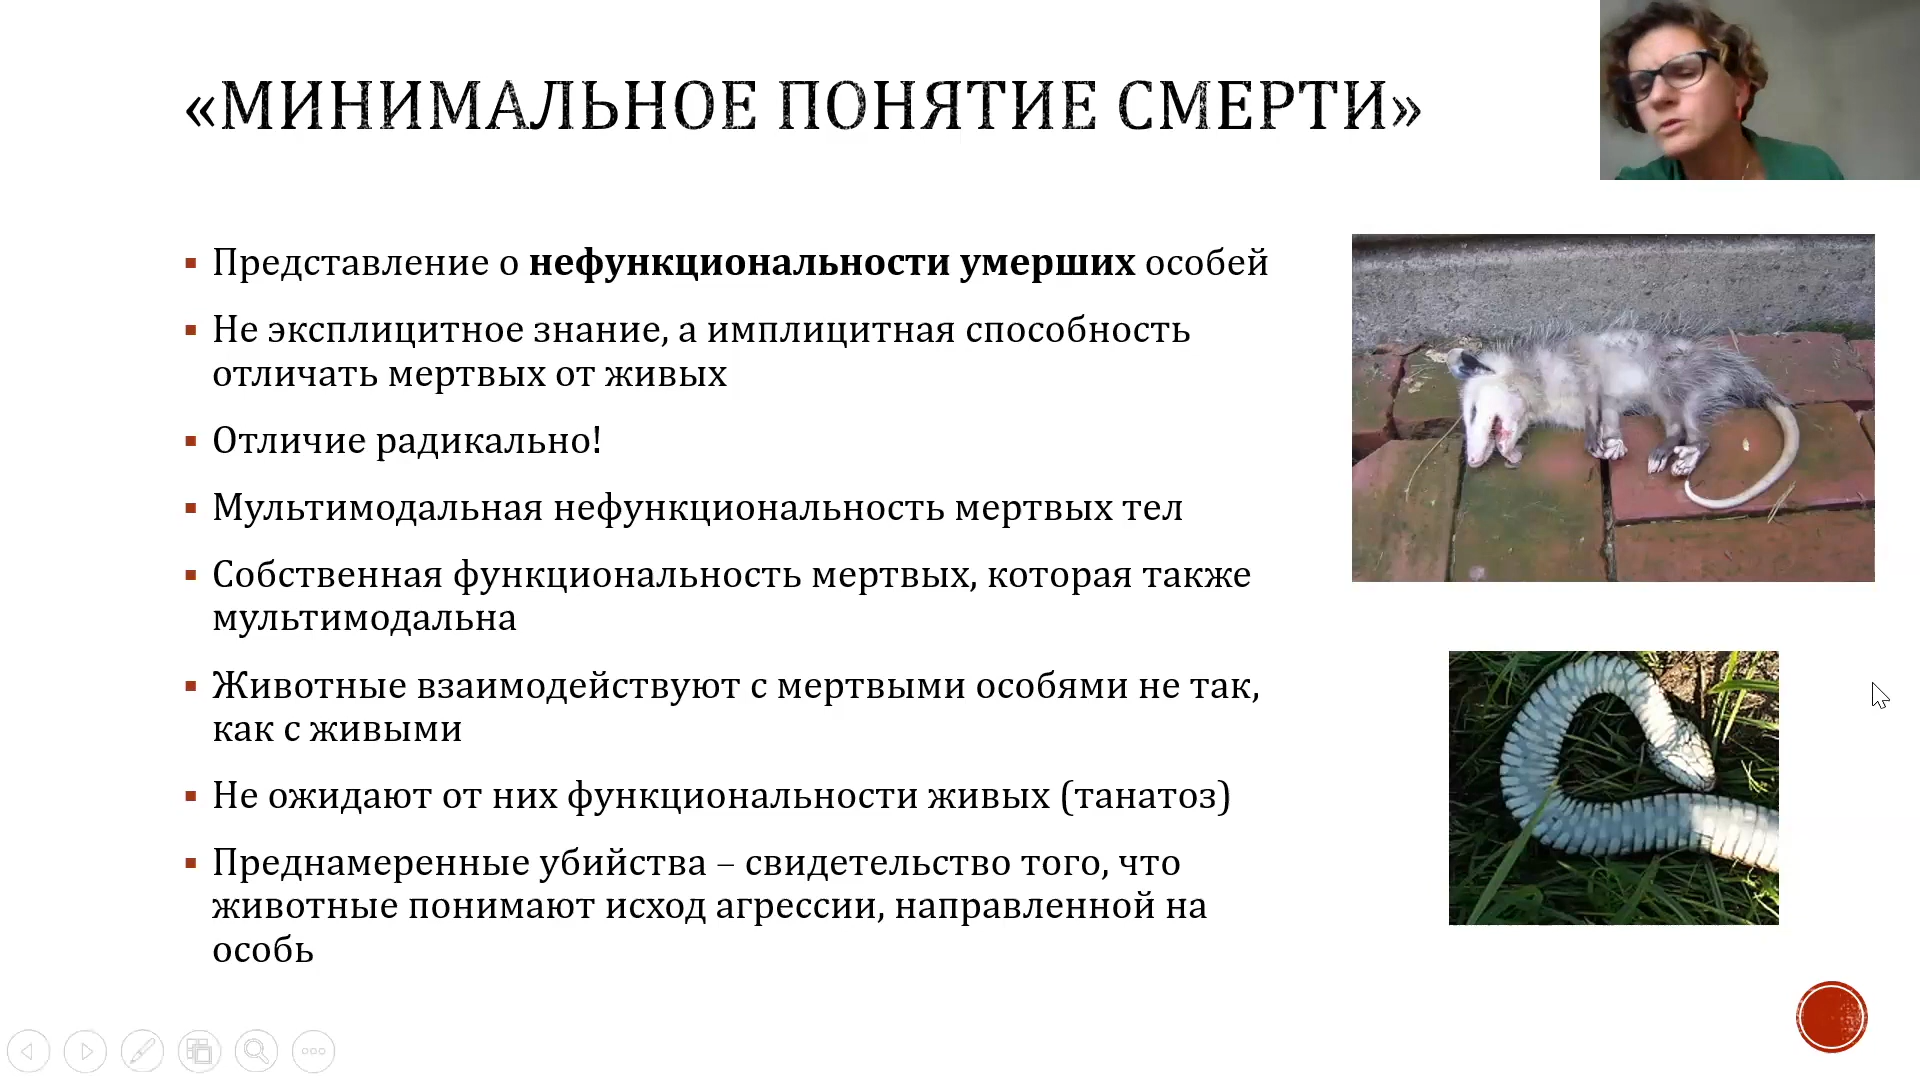 «МИНИМАЛЬНОЕ ПОНЯТИЕ СМЕРТИ»
▪ Представление о нефункциональности умерших особей
▪ Не эксплицитное знание, а имплицитная способность
отличать мертвых от живых
▪ Отличие радикально!
▪ Мультимодальная нефункциональность мертвых тел
▪ Собственная функциональность мертвых, которая также
мультимодальна
▪ Животные взаимодействуют с мертвыми особями не так,
как с живыми
▪ Не ожидают от них функциональности живых (танатоз)
▪ Преднамеренные убийства – свидетельство того, что
животные понимают исход агрессии, направленной на
особь